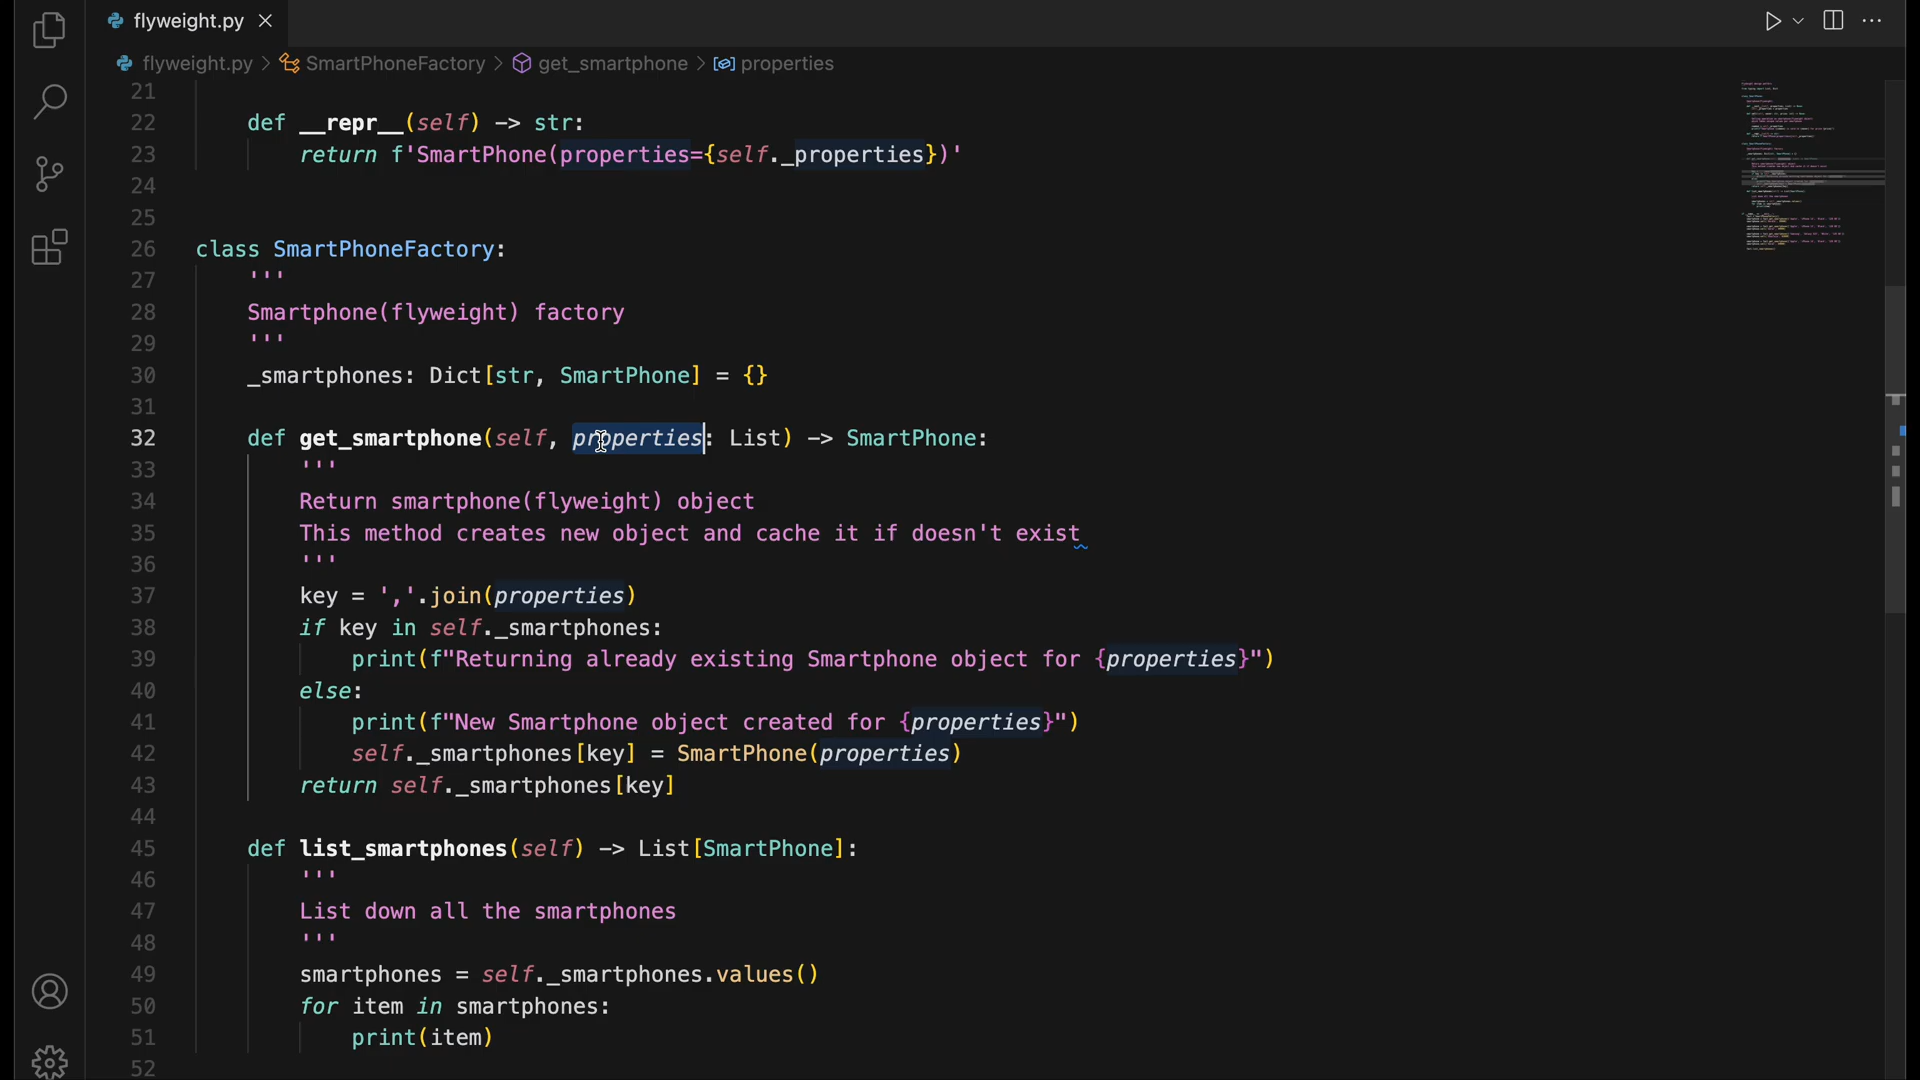 flyweight.py
flyweight.py > SmartPhoneFactory > get_smartphone > properties
21
22 def __repr__(self) -> str:
23 return f'SmartPhone(properties={self._properties})'
24
25
26 class SmartPhoneFactory:
27 '''
28 Smartphone(flyweight) factory
29 '''
30 _smartphones: Dict[str, SmartPhone] = {}
31
32 def get_smartphone(self, properties: List) -> SmartPhone:
33 '''
34 Return smartphone(flyweight) object
35 This method creates new object and cache it if doesn't exist
36 '''
37 key = ','.join(properties)
38 if key in self._smartphones:
39 print(f"Returning already existing Smartphone object for {properties}")
40 else:
41 print(f"New Smartphone object created for {properties}")
42 self._smartphones[key] = SmartPhone(properties)
43 return self._smartphones[key]
44
45 def list_smartphones(self) -> List[SmartPhone]:
46 '''
47 List down all the smartphones
48 '''
49 smartphones = self._smartphones.values()
50 for item in smartphones:
51 print(item)
52